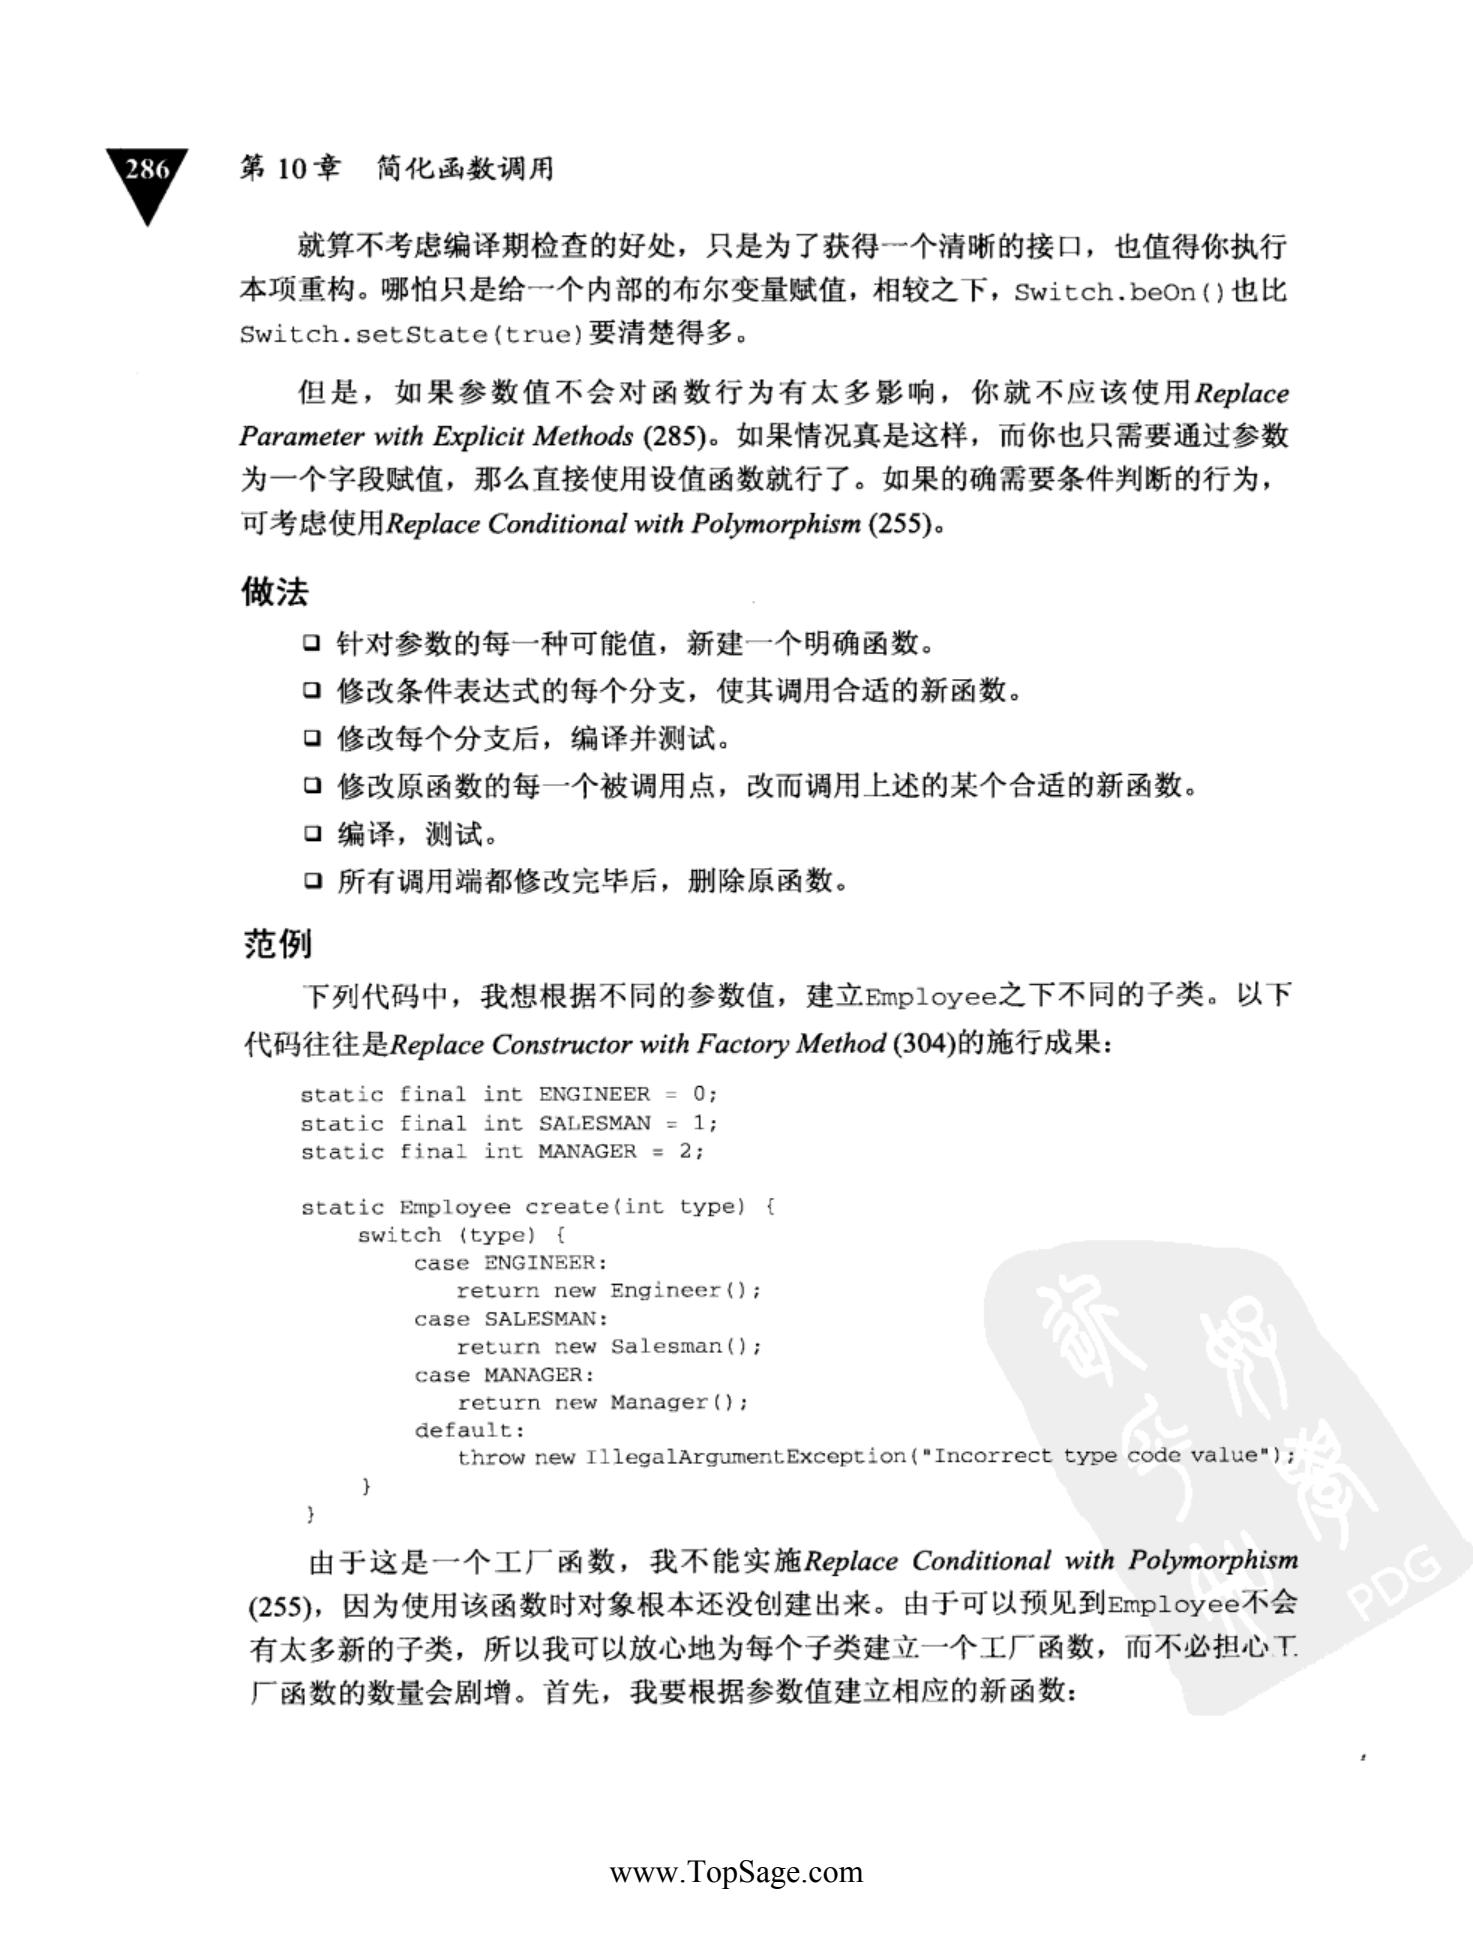 286
第 10 章 简化函数调用
就算不考虑编译期检查的好处，只是为了获得一个清晰的接口，也值得你执行
本项重构。哪怕只是给一个内部的布尔变量赋值，相较之下，Switch.beOn()也比
Switch.setState(true)要清楚得多。
但是，如果参数值不会对函数行为有太多影响，你就不应该使用Replace
Parameter with Explicit Methods (285)。如果情况真是这样，而你也只需要通过参数
为一个字段赋值，那么直接使用设值函数就行了。如果的确需要条件判断的行为，
可考虑使用Replace Conditional with Polymorphism (255)。
做法
❑ 针对参数的每一种可能值，新建一个明确函数。
❑ 修改条件表达式的每个分支，使其调用合适的新函数。
❑ 修改每个分支后，编译并测试。
❑ 修改原函数的每一个被调用点，改而调用上述的某个合适的新函数。
❑ 编译，测试。
❑ 所有调用端都修改完毕后，删除原函数。
范例
下列代码中，我想根据不同的参数值，建立Employee之下不同的子类。以下
代码往往是Replace Constructor with Factory Method (304)的施行成果：
static final int ENGINEER = 0;
static final int SALESMAN = 1;
static final int MANAGER = 2;
static Employee create(int type) {
switch (type) {
case ENGINEER:
return new Engineer();
case SALESMAN:
return new Salesman();
case MANAGER:
return new Manager();
default:
throw new IllegalArgumentException("Incorrect type code value");
}
}
由于这是一个工厂函数，我不能实施Replace Conditional with Polymorphism
(255)，因为使用该函数时对象根本还没创建出来。由于可以预见到Employee不会
有太多新的子类，所以我可以放心地为每个子类建立一个工厂函数，而不必担心工
厂函数的数量会剧增。首先，我要根据参数值建立相应的新函数：
PDG
www.TopSage.com